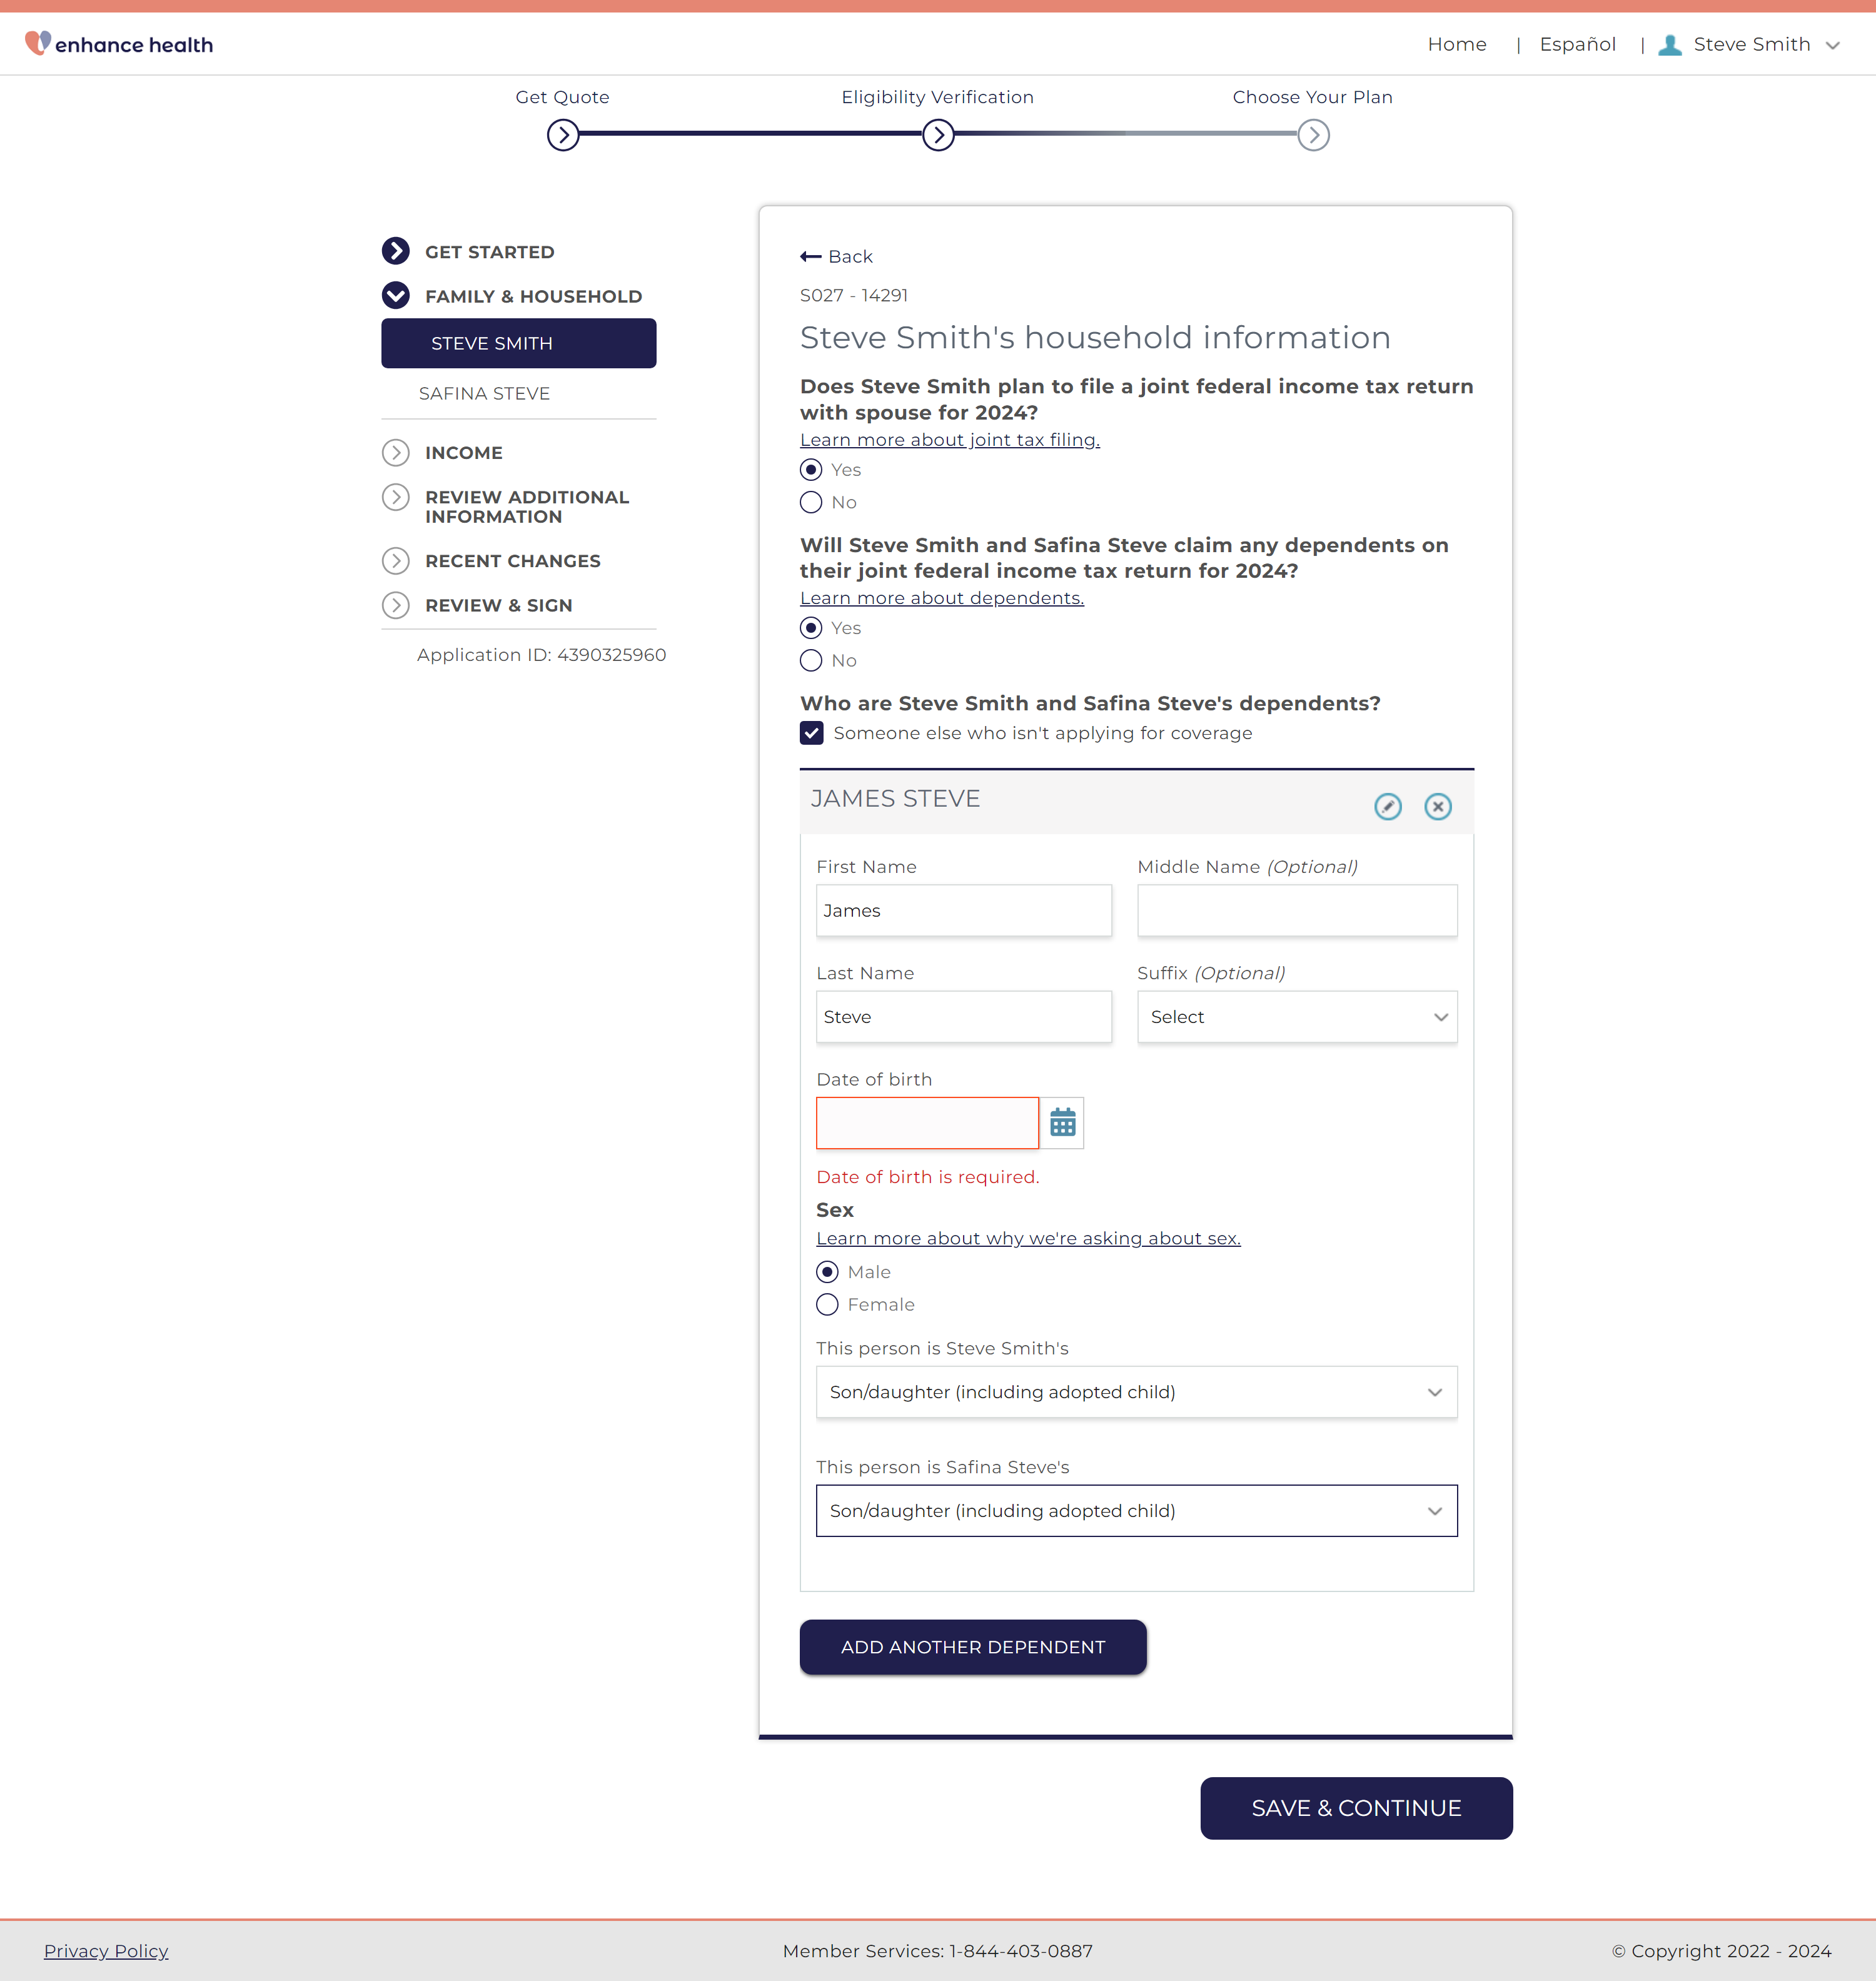 enhance health
Home | Español | Steve Smith
Get Quote
Eligibility Verification
Choose Your Plan
GET STARTED
FAMILY & HOUSEHOLD
STEVE SMITH
SAFINA STEVE
INCOME
REVIEW ADDITIONAL
INFORMATION
RECENT CHANGES
REVIEW & SIGN
Application ID: 4390325960
Back
S027 - 14291
Steve Smith's household information
Does Steve Smith plan to file a joint federal income tax return
with spouse for 2024?
Learn more about joint tax filing.
Yes
No
Will Steve Smith and Safina Steve claim any dependents on
their joint federal income tax return for 2024?
Learn more about dependents.
Yes
No
Who are Steve Smith and Safina Steve's dependents?
Someone else who isn't applying for coverage
JAMES STEVE
First Name
James
Middle Name (Optional)
Last Name
Steve
Suffix (Optional)
Select
Date of birth
Date of birth is required.
Sex
Learn more about why we're asking about sex.
Male
Female
This person is Steve Smith's
Son/daughter (including adopted child)
This person is Safina Steve's
Son/daughter (including adopted child)
ADD ANOTHER DEPENDENT
SAVE & CONTINUE
Privacy Policy
Member Services: 1-844-403-0887
© Copyright 2022 - 2024